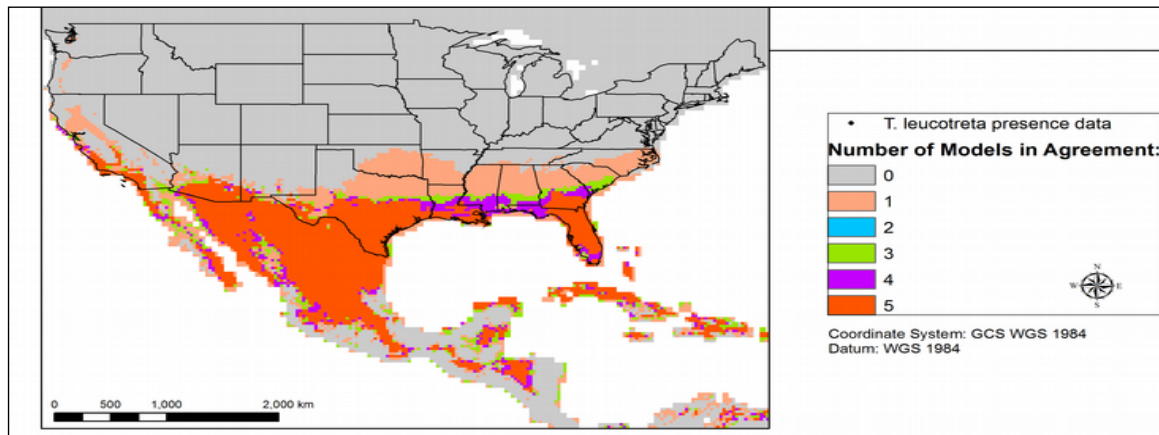 T. leucotreta presence data
Number of Models in Agreement:
0
1
2
3
4
5
N
W E
S
Coordinate System: GCS WGS 1984
Datum: WGS 1984
0 500 1,000 2,000 km